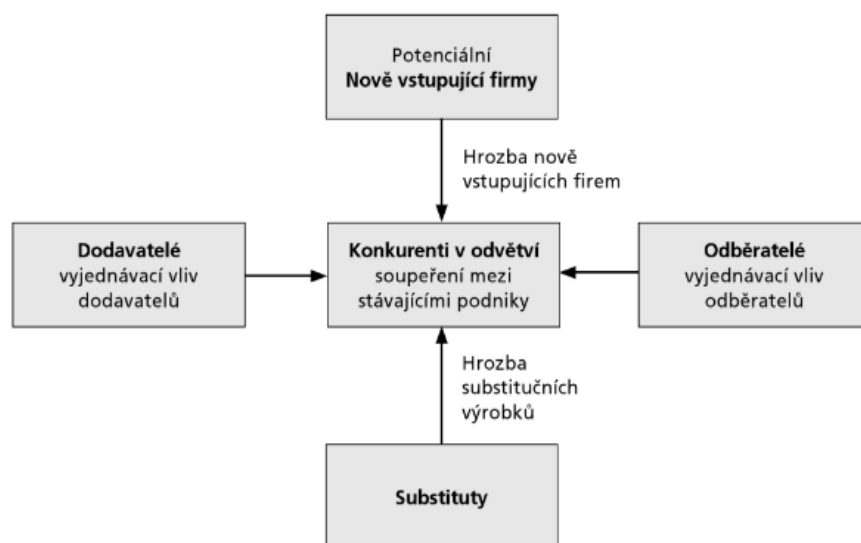 Potenciální
Nově vstupující firmy
Hrozba nově
vstupujících firem
Dodavatelé
vyjednávací vliv
dodavatelů
Konkurenti v odvětví
soupeření mezi
stávajícími podniky
Odběratelé
vyjednávací vliv
odběratelů
Hrozba
substitučních
výrobků
Substituty